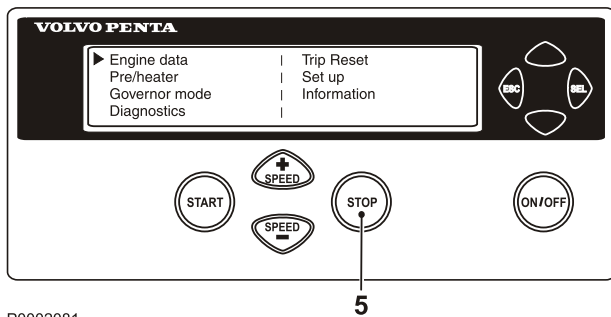 VOLVO PENTA
Engine data | Trip Reset
Pre/heater | Set up
Governor mode | Information
Diagnostics |
ESC SEL
+
SPEED
START STOP ON/OFF
SPEED
−
5